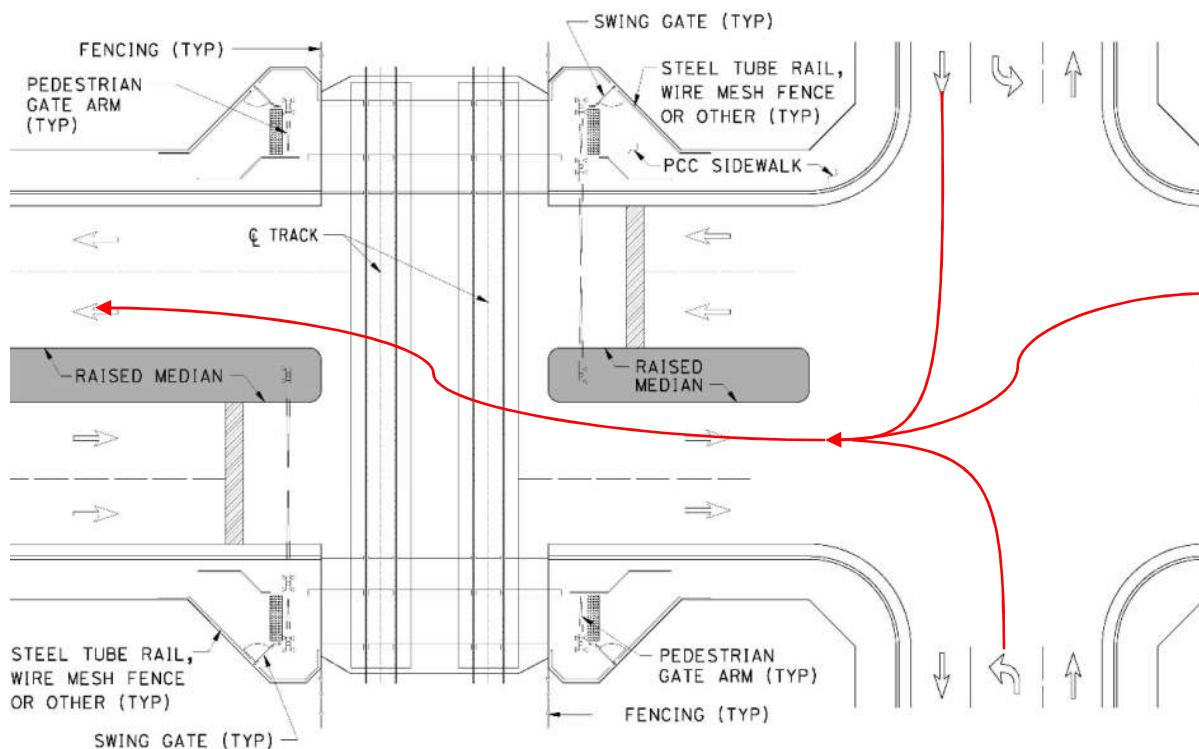 SWING GATE (TYP)
FENCING (TYP)
PEDESTRIAN
GATE ARM
(TYP)
STEEL TUBE RAIL,
WIRE MESH FENCE
OR OTHER (TYP)
PCC SIDEWALK
℄ TRACK
RAISED MEDIAN
RAISED
MEDIAN
STEEL TUBE RAIL,
WIRE MESH FENCE
OR OTHER (TYP)
SWING GATE (TYP)
PEDESTRIAN
GATE ARM (TYP)
FENCING (TYP)